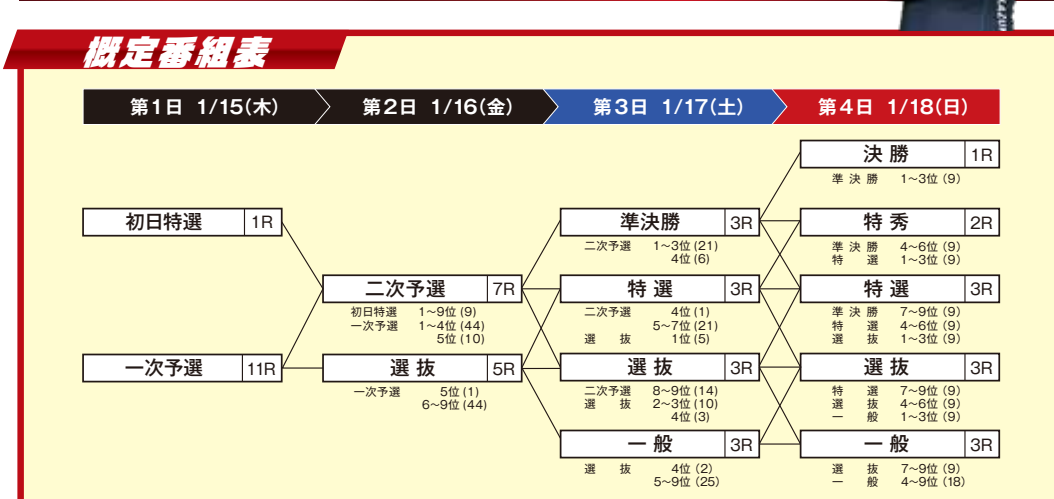 概定番組表
第1日 1/15(木)
第2日 1/16(金)
第3日 1/17(土)
第4日 1/18(日)
初日特選 1R
一次予選 11R
二次予選 7R
初日特選 1~9位(9)
一次予選 1~4位(44)
5位(10)
選抜 5R
一次予選 5位(1)
6~9位(44)
準決勝 3R
二次予選 1~3位(21)
4位(6)
特選 3R
二次予選 4位(1)
5~7位(21)
選抜 1位(5)
選抜 3R
二次予選 8~9位(14)
選抜 2~3位(10)
4位(3)
一般 3R
選抜 4位(2)
5~9位(25)
決勝 1R
準決勝 1~3位(9)
特秀 2R
準決勝 4~6位(9)
特選 1~3位(9)
特選 3R
準決勝 7~9位(9)
特選 4~6位(9)
選抜 1~3位(9)
選抜 3R
特選 7~9位(9)
選抜 4~6位(9)
一般 1~3位(9)
一般 3R
選抜 7~9位(9)
一般 4~9位(18)